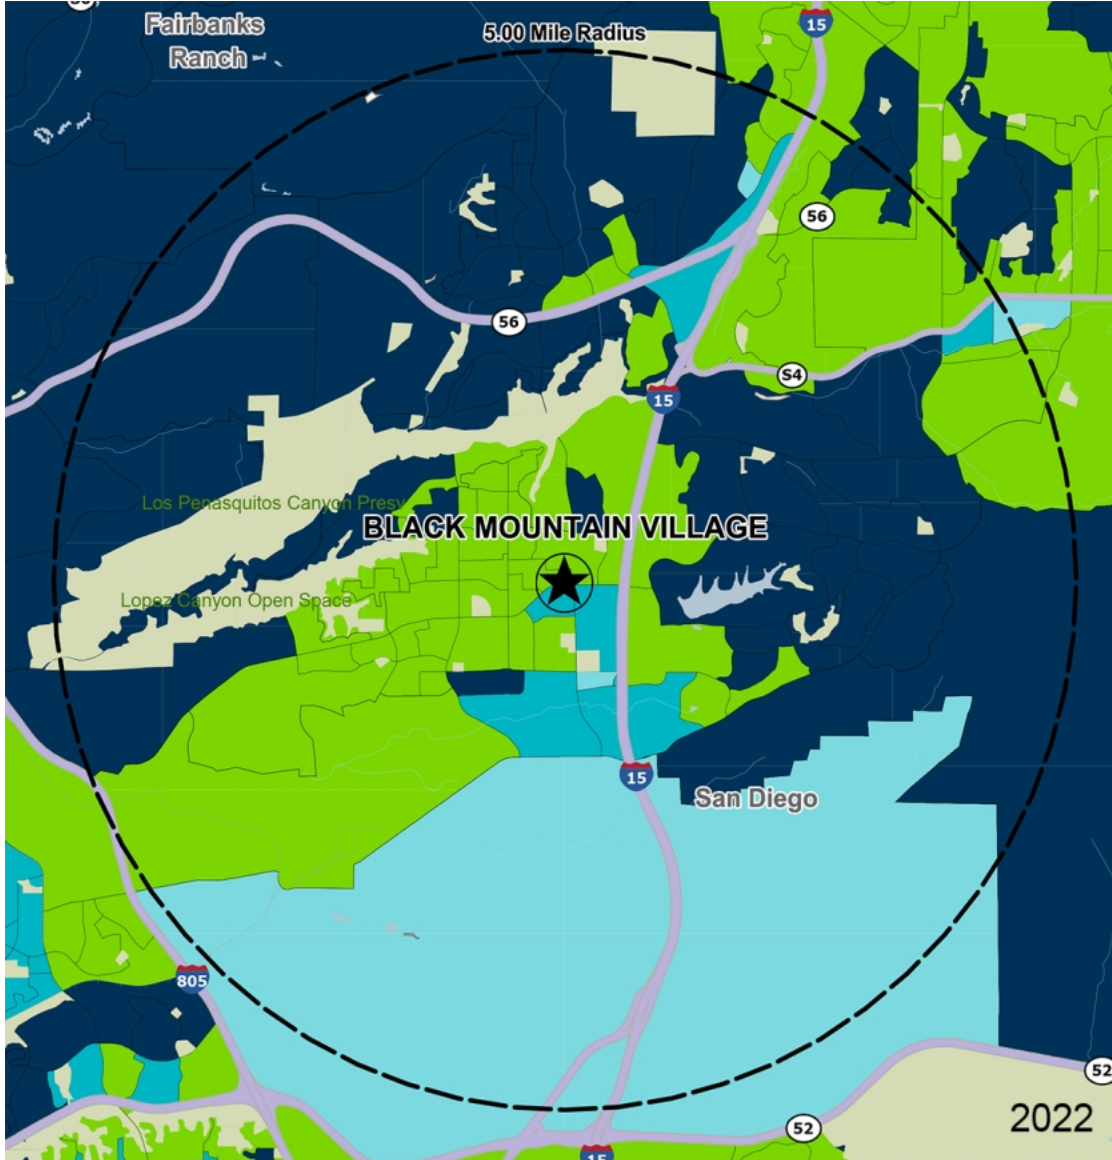 Fairbanks
Ranch
5.00 Mile Radius
15
56
56
S4
15
Los Penasquitos Canyon Presv
BLACK MOUNTAIN VILLAGE
Lopez Canyon Open Space
15
San Diego
805
52
2022
52
15